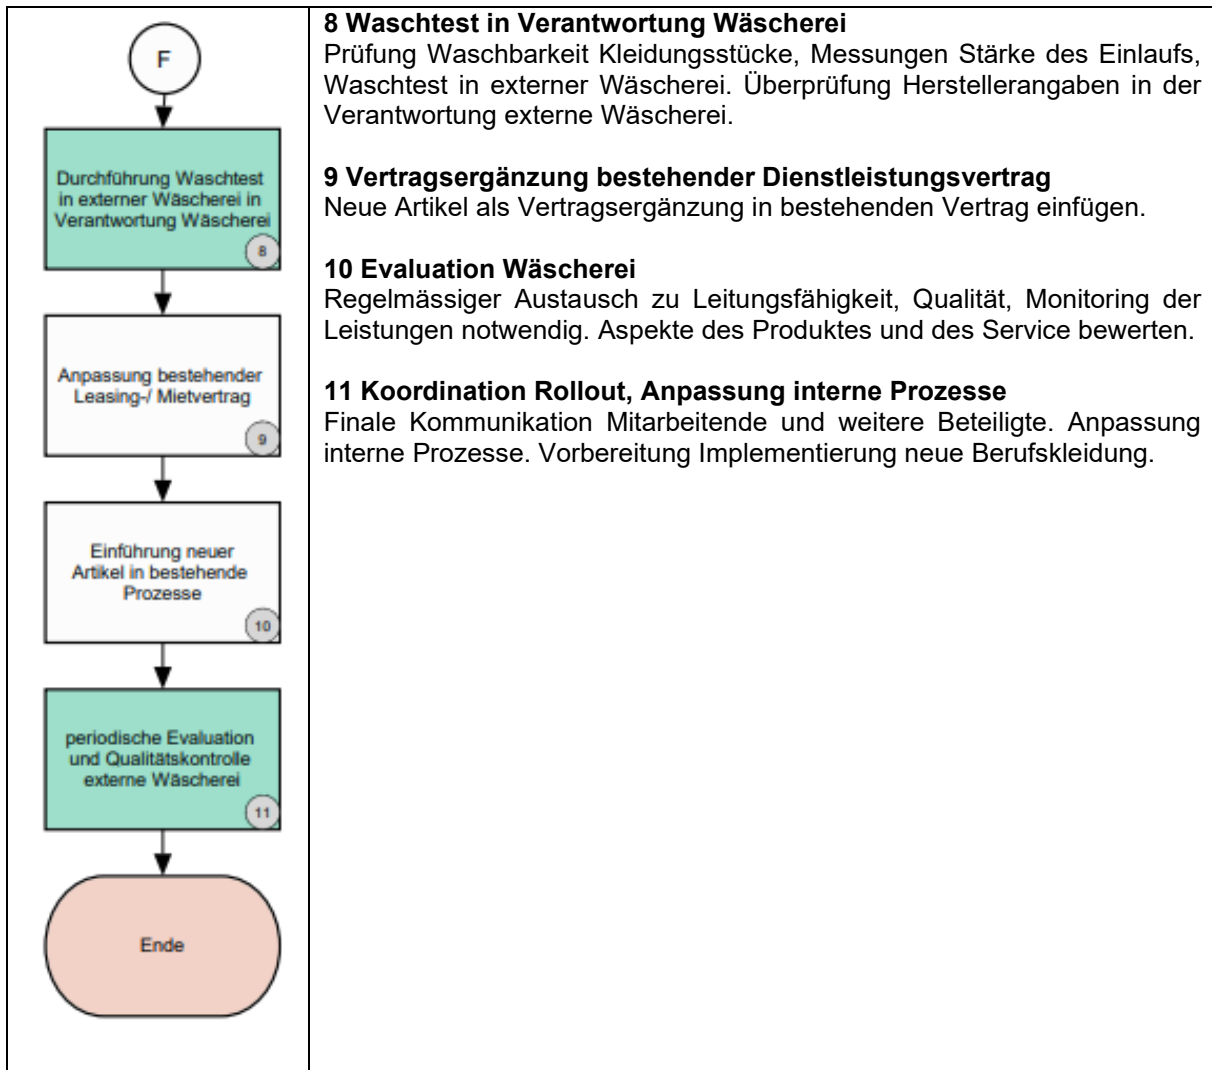 F
Durchführung Waschtest
in externer Wäscherei in
Verantwortung Wäscherei
8
Anpassung bestehender
Leasing-/ Mietvertrag
9
Einführung neuer
Artikel in bestehende
Prozesse
10
periodische Evaluation
und Qualitätskontrolle
externe Wäscherei
11
Ende
8 Waschtest in Verantwortung Wäscherei
Prüfung Waschbarkeit Kleidungsstücke, Messungen Stärke des Einlaufs,
Waschtest in externer Wäscherei. Überprüfung Herstellerangaben in der
Verantwortung externe Wäscherei.
9 Vertragsergänzung bestehender Dienstleistungsvertrag
Neue Artikel als Vertragsergänzung in bestehenden Vertrag einfügen.
10 Evaluation Wäscherei
Regelmässiger Austausch zu Leitungsfähigkeit, Qualität, Monitoring der
Leistungen notwendig. Aspekte des Produktes und des Service bewerten.
11 Koordination Rollout, Anpassung interne Prozesse
Finale Kommunikation Mitarbeitende und weitere Beteiligte. Anpassung
interne Prozesse. Vorbereitung Implementierung neue Berufskleidung.